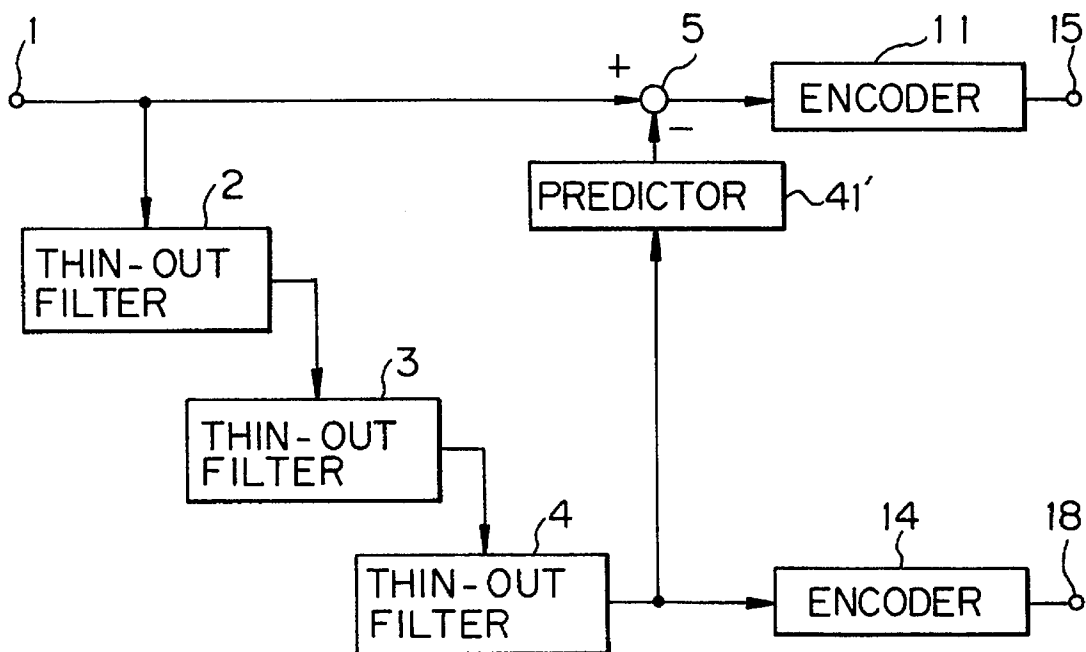 1
5
11
15
+
ENCODER
−
PREDICTOR
41′
2
THIN-OUT
FILTER
3
THIN-OUT
FILTER
4
THIN-OUT
FILTER
14
ENCODER
18